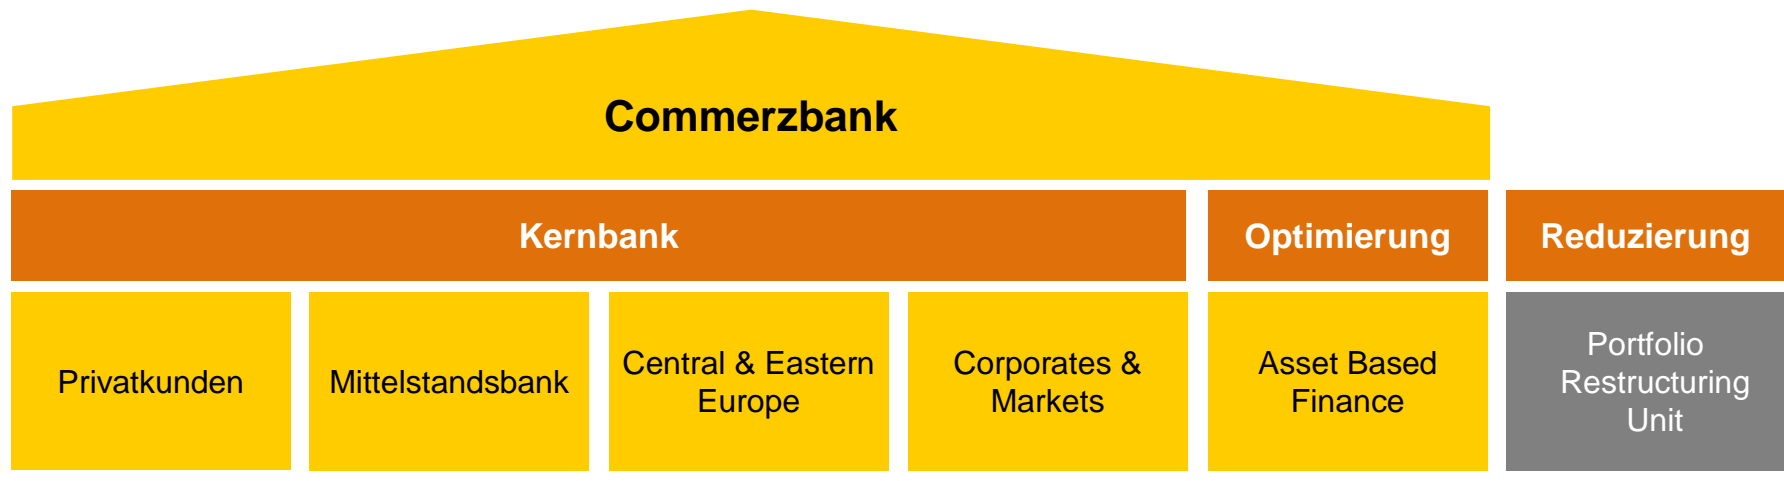 Commerzbank
Kernbank
Optimierung
Reduzierung
Privatkunden
Mittelstandsbank
Central & Eastern
Europe
Corporates &
Markets
Asset Based
Finance
Portfolio
Restructuring
Unit